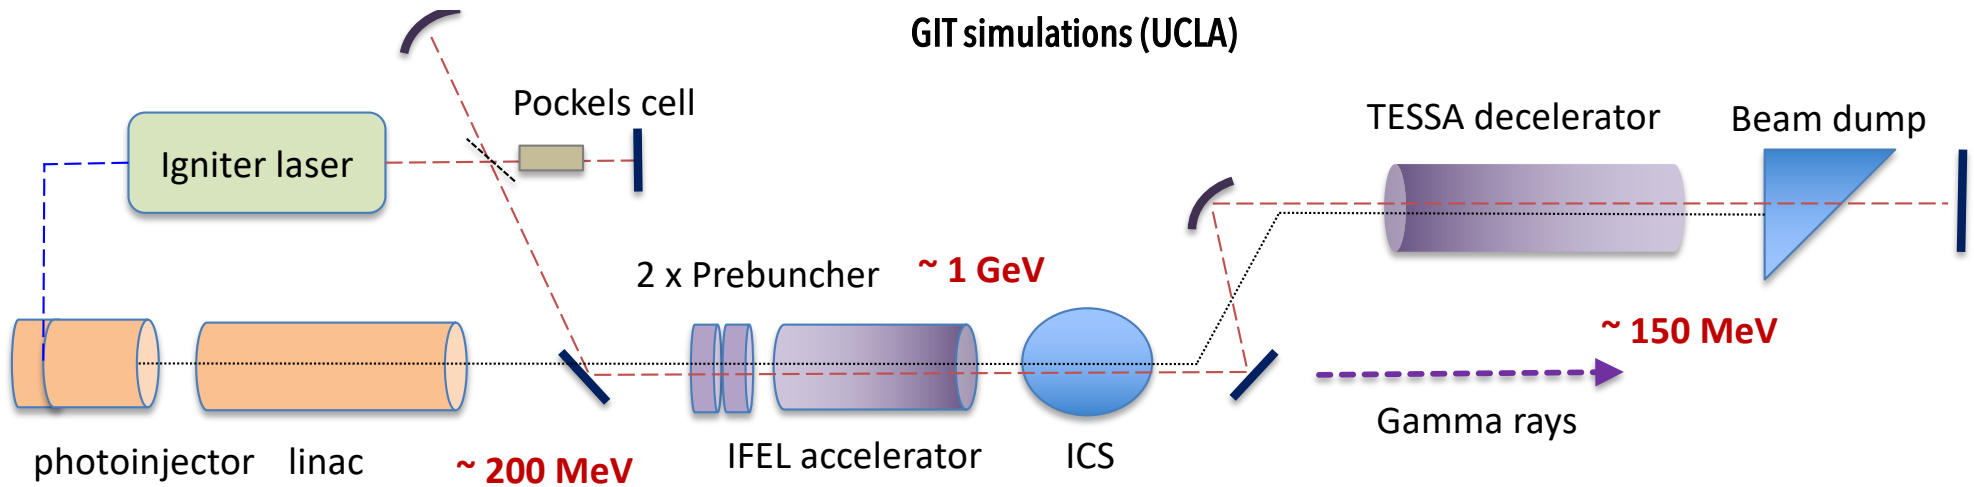 GIT simulations (UCLA)
Pockels cell
TESSA decelerator
Beam dump
Igniter laser
2 x Prebuncher
~ 1 GeV
~ 150 MeV
Gamma rays
photoinjector
linac
~ 200 MeV
IFEL accelerator
ICS